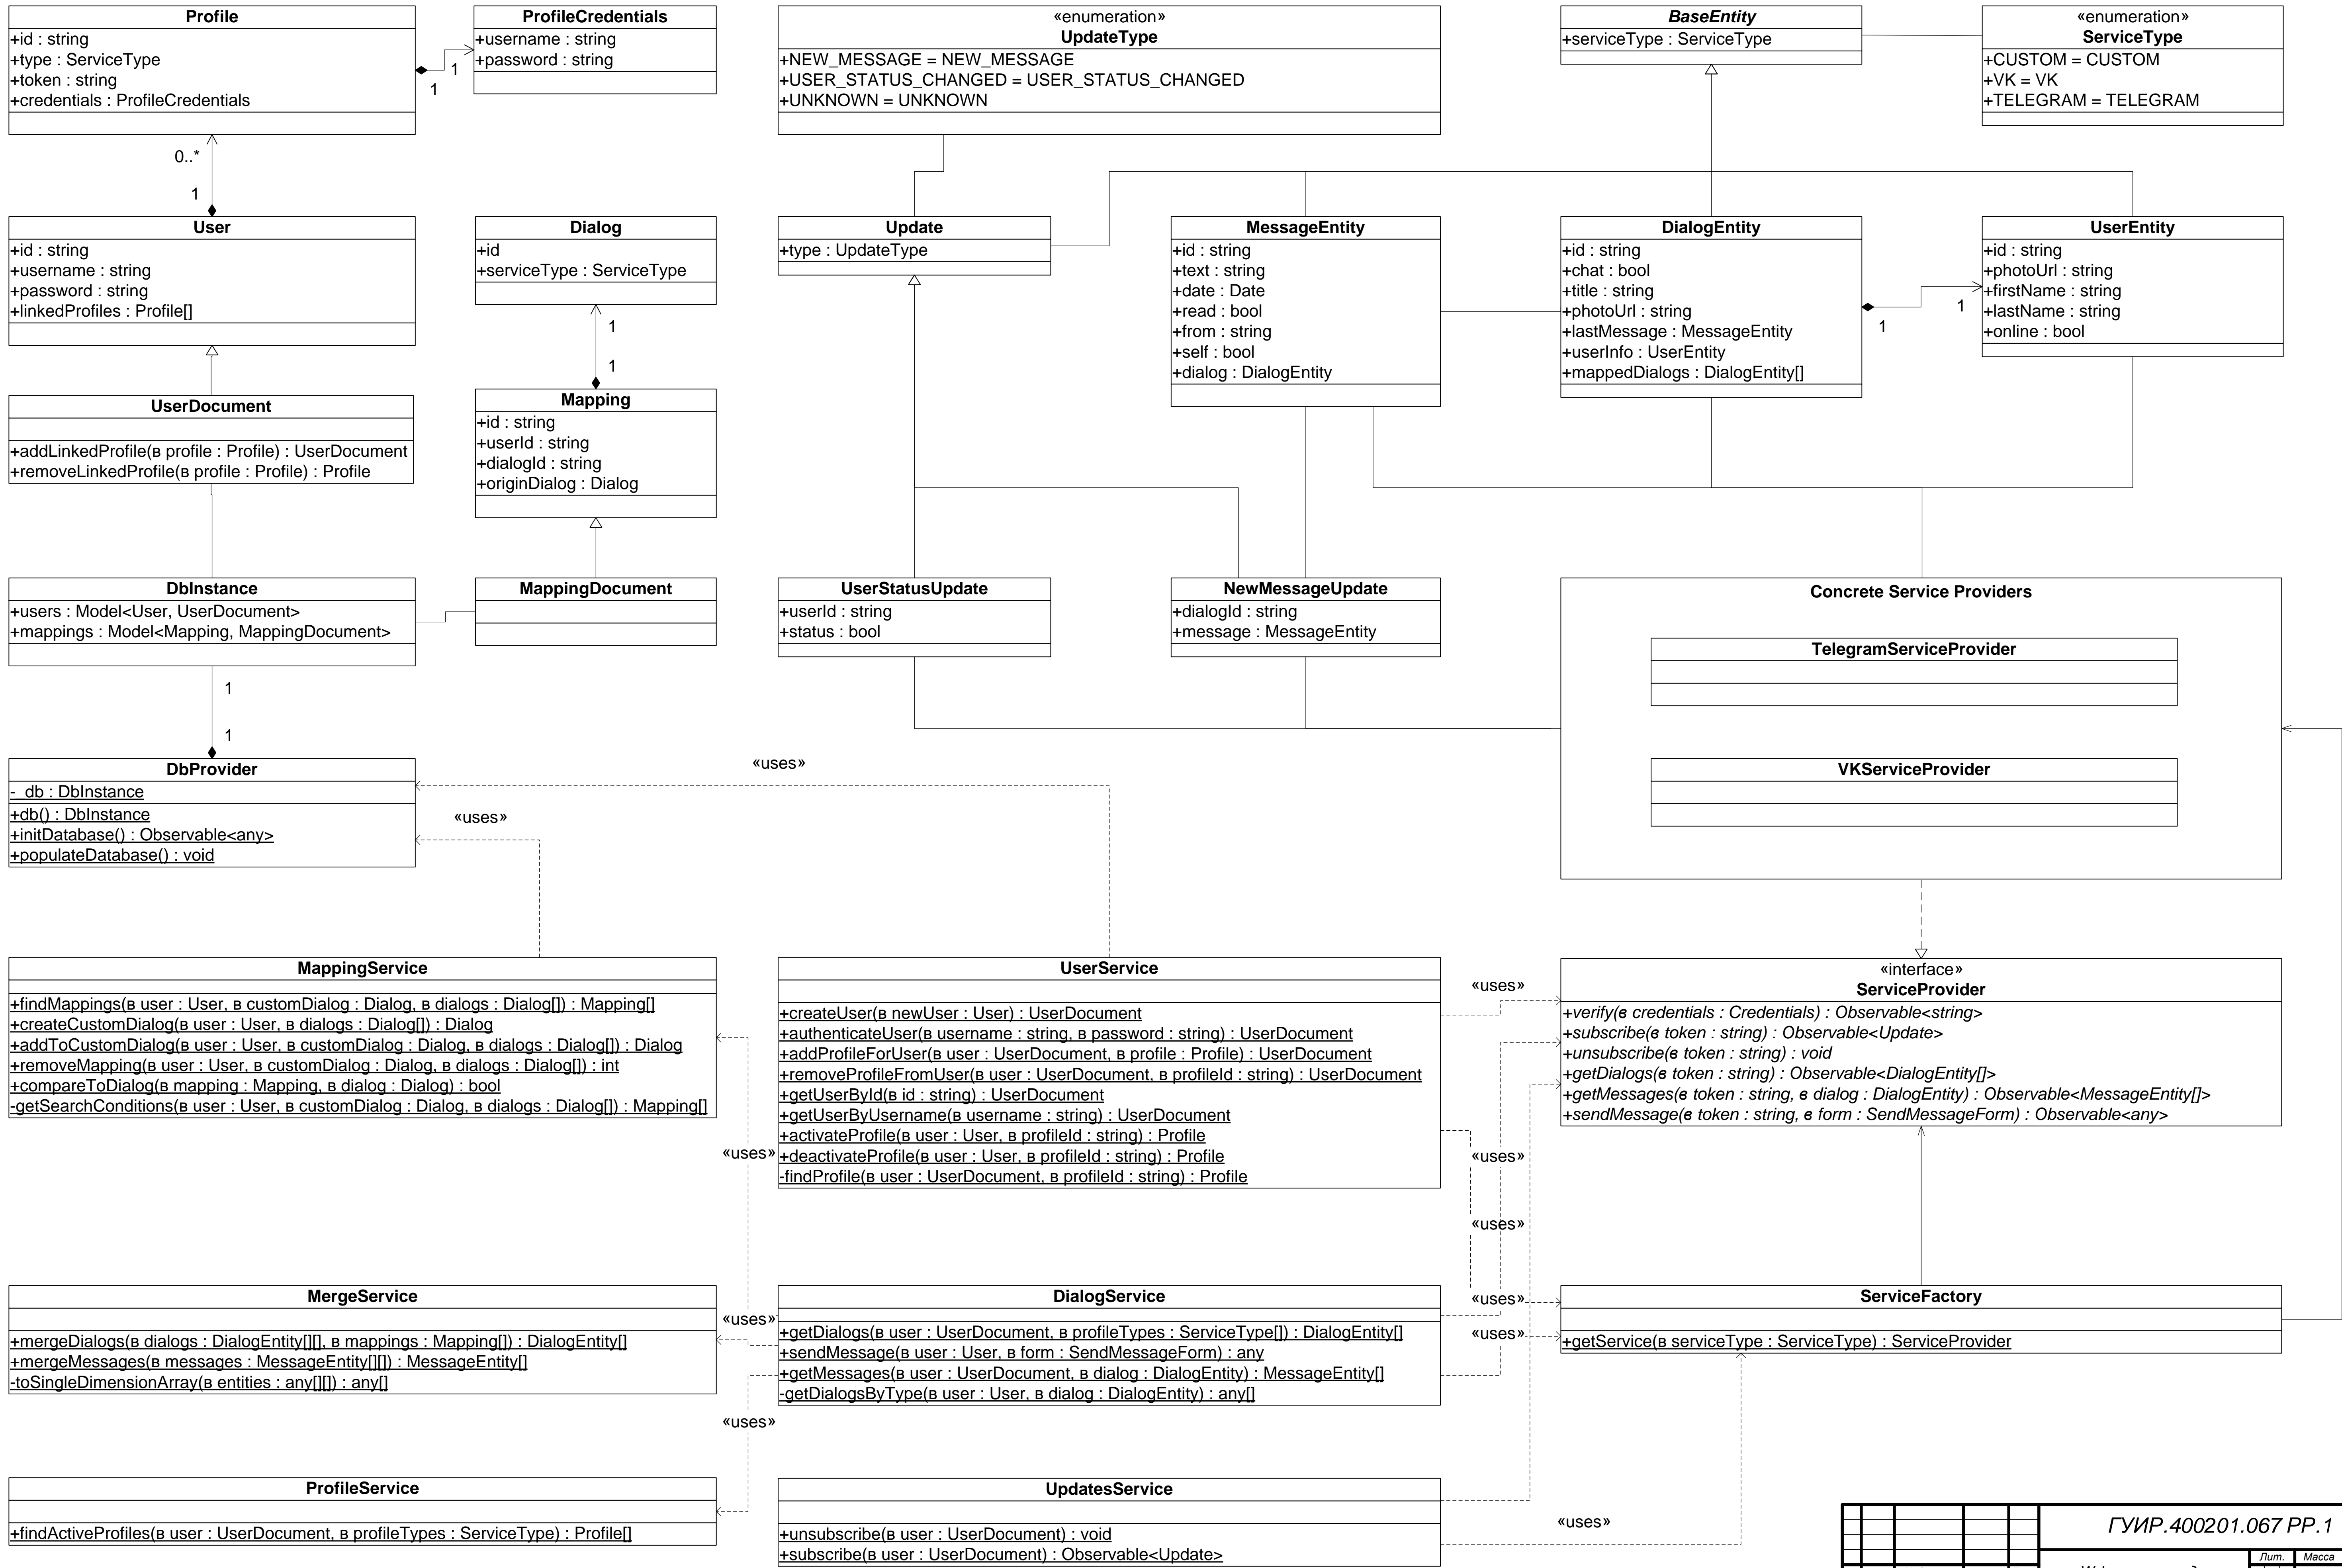 Profile
+id : string
+type : ServiceType
+token : string
+credentials : ProfileCredentials
ProfileCredentials
+username : string
+password : string
1
1
«enumeration»
UpdateType
+NEW_MESSAGE = NEW_MESSAGE
+USER_STATUS_CHANGED = USER_STATUS_CHANGED
+UNKNOWN = UNKNOWN
BaseEntity
+serviceType : ServiceType
«enumeration»
ServiceType
+CUSTOM = CUSTOM
+VK = VK
+TELEGRAM = TELEGRAM
0..*
1
User
+id : string
+username : string
+password : string
+linkedProfiles : Profile[]
Dialog
+id
+serviceType : ServiceType
1
1
Update
+type : UpdateType
MessageEntity
+id : string
+text : string
+date : Date
+read : bool
+from : string
+self : bool
+dialog : DialogEntity
DialogEntity
+id : string
+chat : bool
+title : string
+photoUrl : string
+lastMessage : MessageEntity
+userInfo : UserEntity
+mappedDialogs : DialogEntity[]
1
1
UserEntity
+id : string
+photoUrl : string
+firstName : string
+lastName : string
+online : bool
UserDocument
+addLinkedProfile(в profile : Profile) : UserDocument
+removeLinkedProfile(в profile : Profile) : Profile
Mapping
+id : string
+userId : string
+dialogId : string
+originDialog : Dialog
DbInstance
+users : Model<User, UserDocument>
+mappings : Model<Mapping, MappingDocument>
MappingDocument
UserStatusUpdate
+userId : string
+status : bool
NewMessageUpdate
+dialogId : string
+message : MessageEntity
Concrete Service Providers
TelegramServiceProvider
VKServiceProvider
1
1
DbProvider
-_db : DbInstance
+db() : DbInstance
+initDatabase() : Observable<any>
+populateDatabase() : void
«uses»
«uses»
MappingService
+findMappings(в user : User, в customDialog : Dialog, в dialogs : Dialog[]) : Mapping[]
+createCustomDialog(в user : User, в dialogs : Dialog[]) : Dialog
+addToCustomDialog(в user : User, в customDialog : Dialog, в dialogs : Dialog[]) : Dialog
+removeMapping(в user : User, в customDialog : Dialog, в dialogs : Dialog[]) : int
+compareToDialog(в mapping : Mapping, в dialog : Dialog) : bool
-getSearchConditions(в user : User, в customDialog : Dialog, в dialogs : Dialog[]) : Mapping[]
UserService
+createUser(в newUser : User) : UserDocument
+authenticateUser(в username : string, в password : string) : UserDocument
+addProfileForUser(в user : UserDocument, в profile : Profile) : UserDocument
+removeProfileFromUser(в user : UserDocument, в profileId : string) : UserDocument
+getUserById(в id : string) : UserDocument
+getUserByUsername(в username : string) : UserDocument
+activateProfile(в user : User, в profileId : string) : Profile
+deactivateProfile(в user : User, в profileId : string) : Profile
-findProfile(в user : UserDocument, в profileId : string) : Profile
«interface»
ServiceProvider
+verify(в credentials : Credentials) : Observable<string>
+subscribe(в token : string) : Observable<Update>
+unsubscribe(в token : string) : void
+getDialogs(в token : string) : Observable<DialogEntity[]>
+getMessages(в token : string, в dialog : DialogEntity) : Observable<MessageEntity[]>
+sendMessage(в token : string, в form : SendMessageForm) : Observable<any>
«uses»
«uses»
«uses»
«uses»
«uses»
«uses»
«uses»
«uses»
MergeService
+mergeDialogs(в dialogs : DialogEntity[][], в mappings : Mapping[]) : DialogEntity[]
+mergeMessages(в messages : MessageEntity[][]) : MessageEntity[]
-toSingleDimensionArray(в entities : any[][]) : any[]
DialogService
+getDialogs(в user : UserDocument, в profileTypes : ServiceType[]) : DialogEntity[]
+sendMessage(в user : User, в form : SendMessageForm) : any
+getMessages(в user : UserDocument, в dialog : DialogEntity) : MessageEntity[]
-getDialogsByType(в user : User, в dialog : DialogEntity) : any[]
ServiceFactory
+getService(в serviceType : ServiceType) : ServiceProvider
ProfileService
+findActiveProfiles(в user : UserDocument, в profileTypes : ServiceType) : Profile[]
UpdatesService
+unsubscribe(в user : UserDocument) : void
+subscribe(в user : UserDocument) : Observable<Update>
«uses»
ГУИР.400201.067 РР.1
Лит.
Масса